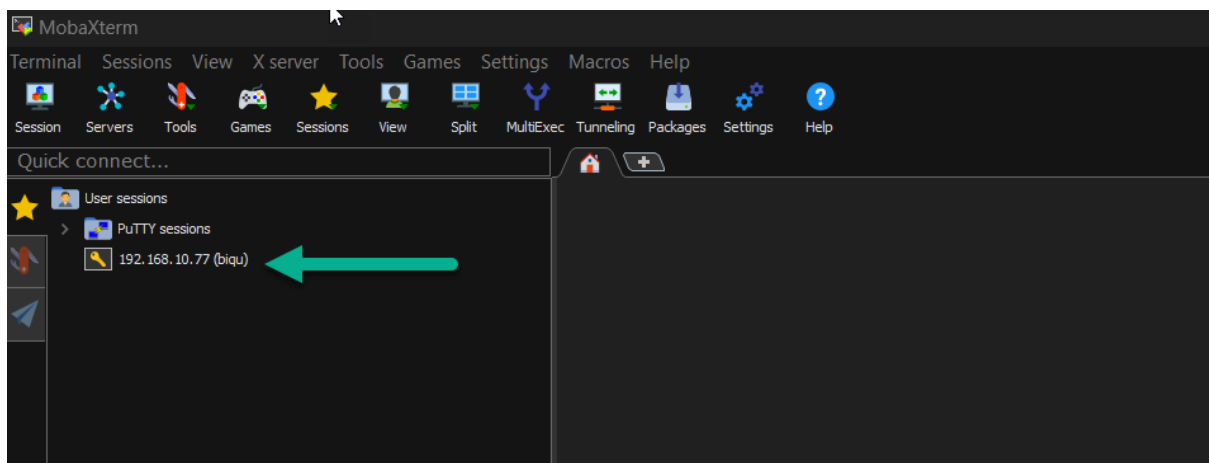 MobaXterm
Terminal Sessions View X server Tools Games Settings Macros Help
Session Servers Tools Games Sessions View Split MultiExec Tunneling Packages Settings Help
Quick connect...
User sessions
PuTTY sessions
192.168.10.77 (biqu)